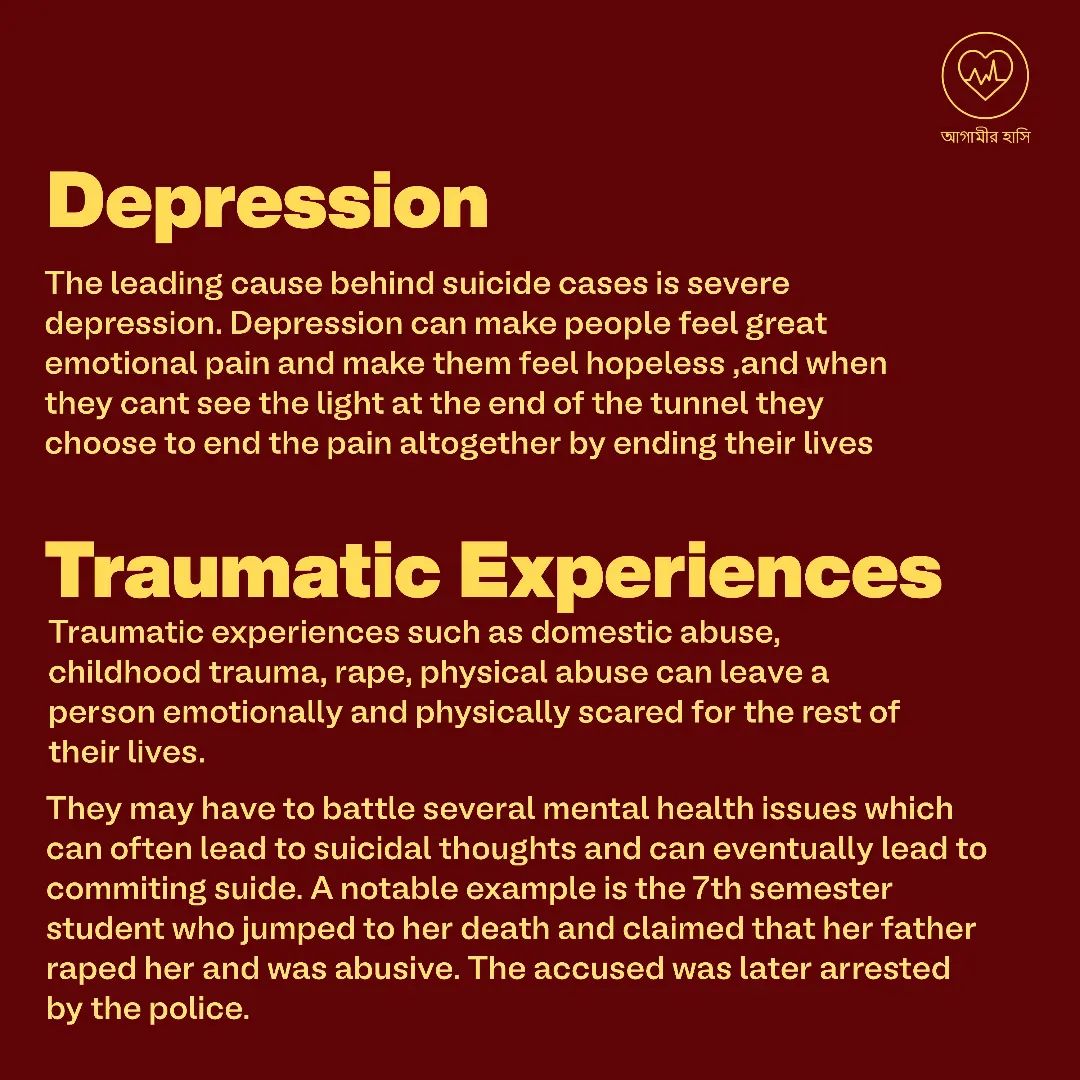 আগামীর হাসি
Depression
The leading cause behind suicide cases is severe
depression. Depression can make people feel great
emotional pain and make them feel hopeless ,and when
they cant see the light at the end of the tunnel they
choose to end the pain altogether by ending their lives
Traumatic Experiences
Traumatic experiences such as domestic abuse,
childhood trauma, rape, physical abuse can leave a
person emotionally and physically scared for the rest of
their lives.
They may have to battle several mental health issues which
can often lead to suicidal thoughts and can eventually lead to
commiting suide. A notable example is the 7th semester
student who jumped to her death and claimed that her father
raped her and was abusive. The accused was later arrested
by the police.